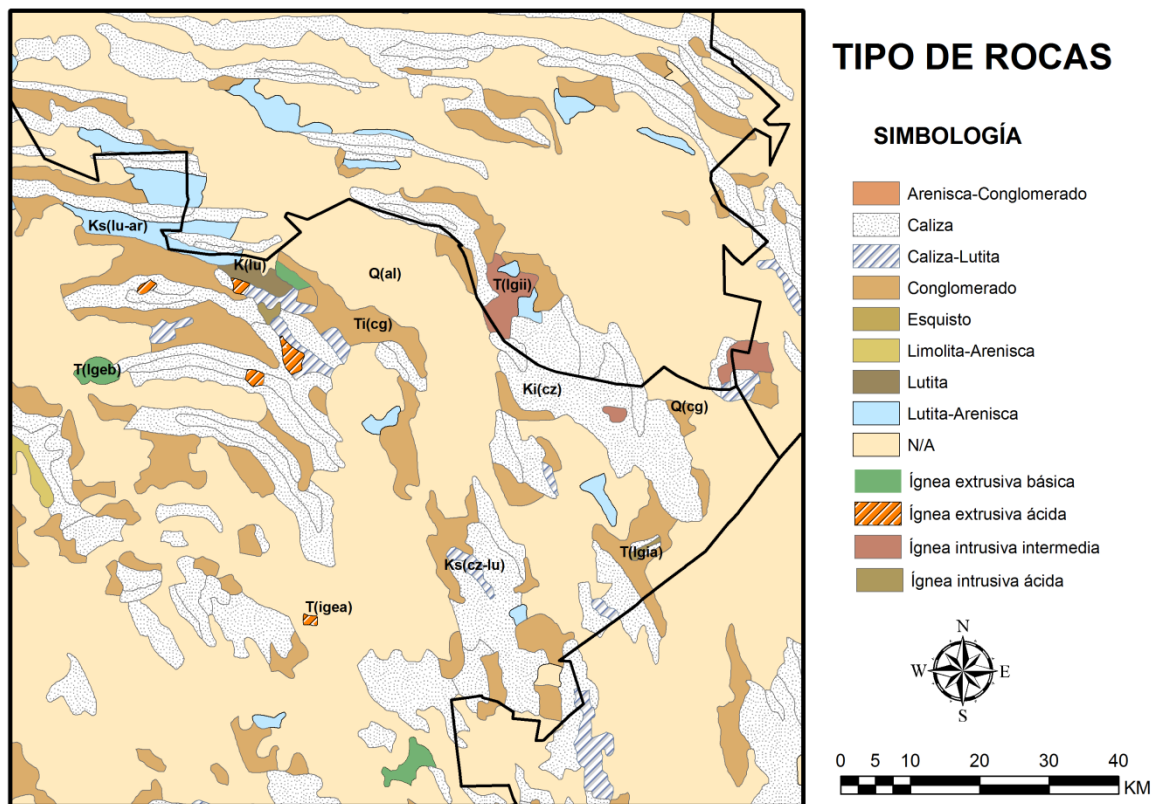 TIPO DE ROCAS
SIMBOLOGÍA
Arenisca-Conglomerado
Caliza
Caliza-Lutita
Conglomerado
Esquisto
Limolita-Arenisca
Lutita
Lutita-Arenisca
N/A
Ígnea extrusiva básica
Ígnea extrusiva ácida
Ígnea intrusiva intermedia
Ígnea intrusiva ácida
N
W E
S
0 5 10 20 30 40
KM
Ks(lu-ar)
K(lu)
Q(al)
T(Igii)
Ti(cg)
T(Igeb)
Ki(cz)
Q(cg)
T(Igia)
Ks(cz-lu)
T(igea)